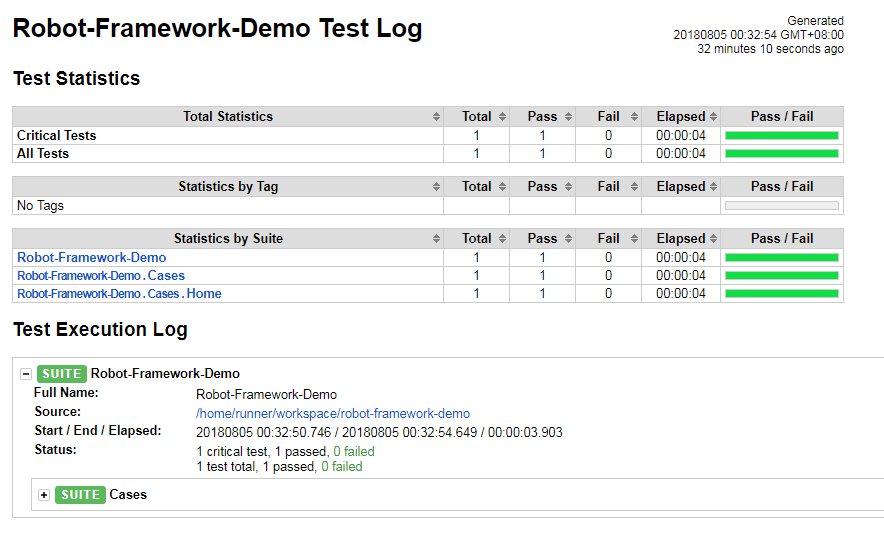 Robot-Framework-Demo Test Log
Generated
20180805 00:32:54 GMT+08:00
32 minutes 10 seconds ago
Test Statistics
Total Statistics Total Pass Fail Elapsed Pass / Fail
Critical Tests 1 1 0 00:00:04
All Tests 1 1 0 00:00:04
Statistics by Tag Total Pass Fail Elapsed Pass / Fail
No Tags
Statistics by Suite Total Pass Fail Elapsed Pass / Fail
Robot-Framework-Demo 1 1 0 00:00:04
Robot-Framework-Demo . Cases 1 1 0 00:00:04
Robot-Framework-Demo . Cases . Home 1 1 0 00:00:04
Test Execution Log
SUITE Robot-Framework-Demo
Full Name: Robot-Framework-Demo
Source: /home/runner/workspace/robot-framework-demo
Start / End / Elapsed: 20180805 00:32:50.746 / 20180805 00:32:54.649 / 00:00:03.903
Status: 1 critical test, 1 passed, 0 failed
1 test total, 1 passed, 0 failed
SUITE Cases